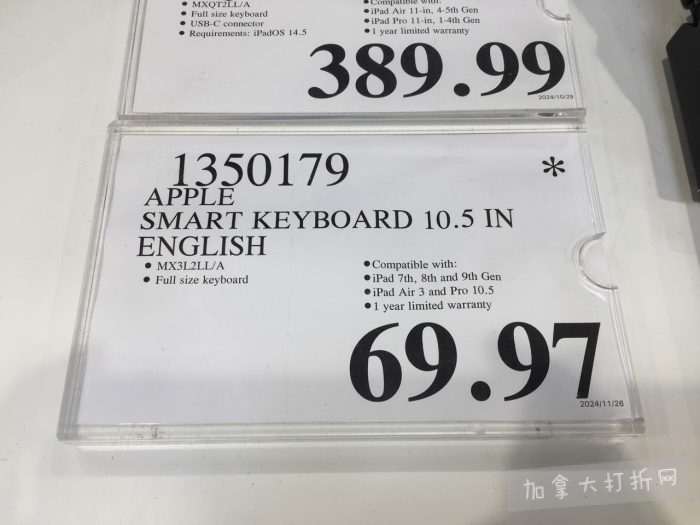 • MXQT2LL/A
• Full size keyboard
• USB-C connector
• Requirements: iPadOS 14.5
Compatible with:
• iPad Air 11-in, 4-5th Gen
• iPad Pro 11-in, 1-4th Gen
• 1 year limited warranty
389.99
2024/10/29
1350179 *
APPLE
SMART KEYBOARD 10.5 IN
ENGLISH
• MX3L2LL/A
• Full size keyboard
• Compatible with:
• iPad 7th, 8th and 9th Gen
• iPad Air 3 and Pro 10.5
• 1 year limited warranty
69.97
2024/11/26
加拿大打折网